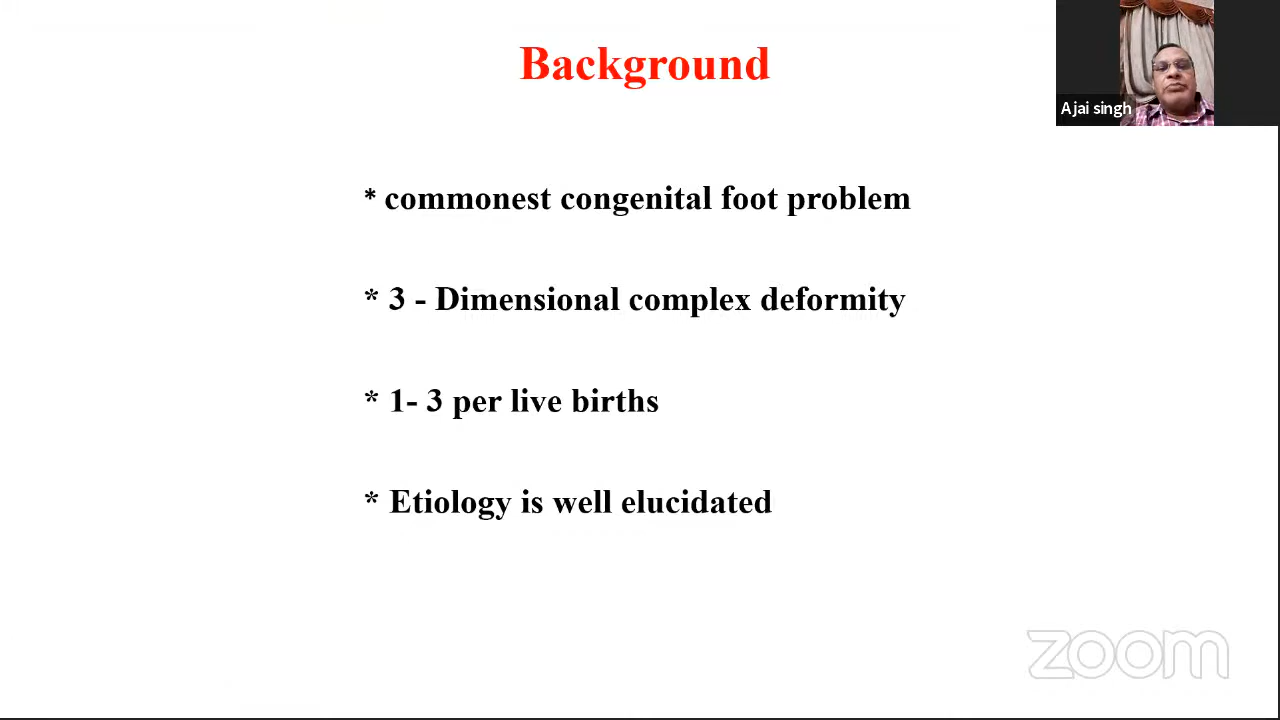 Background
Ajai singh
* commonest congenital foot problem
* 3 - Dimensional complex deformity
* 1- 3 per live births
* Etiology is well elucidated
zoom